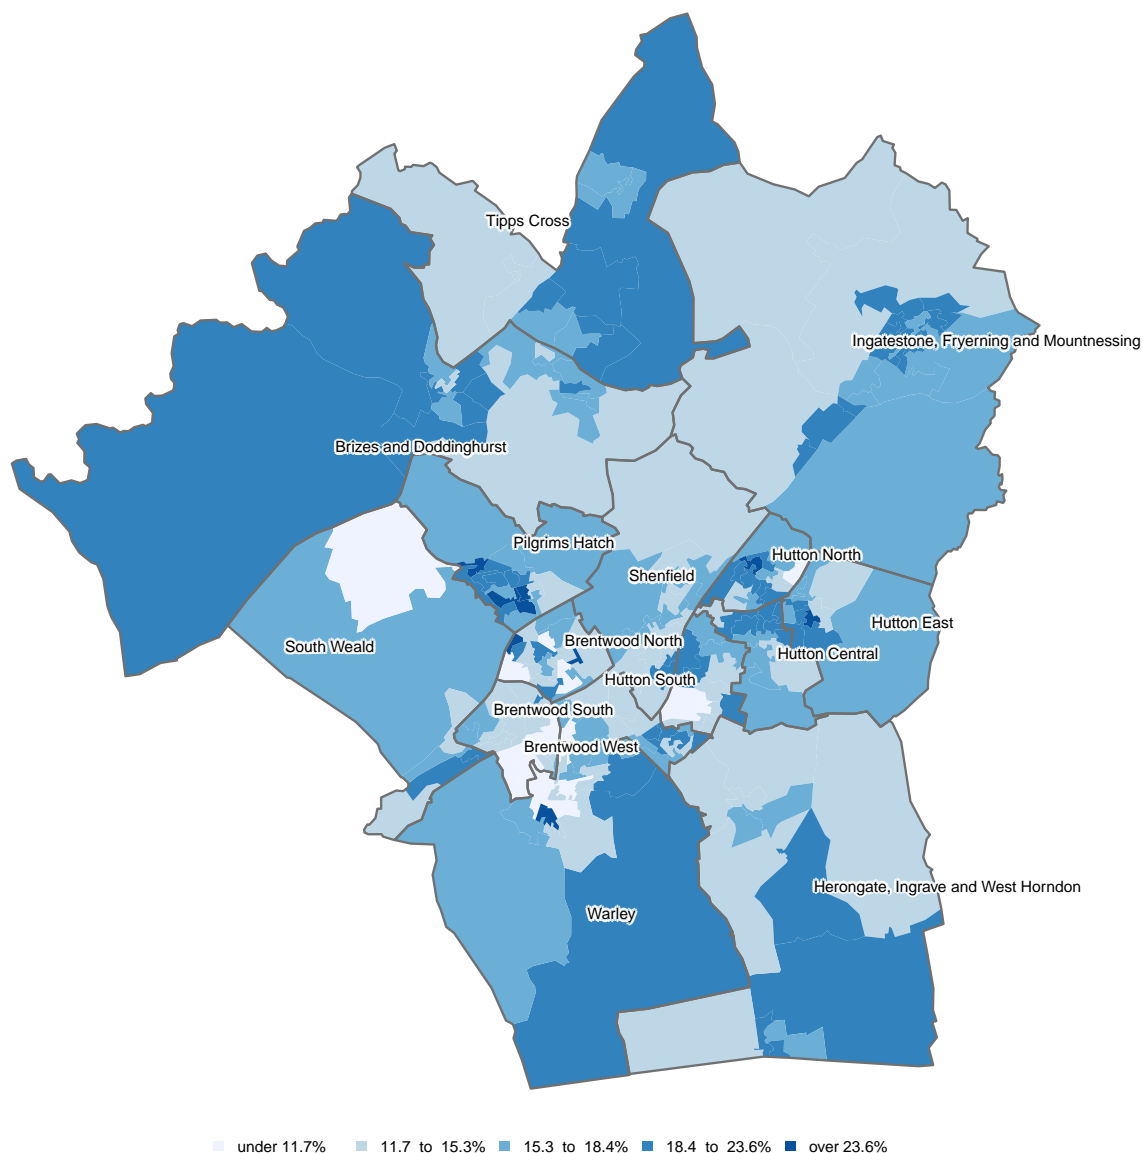 Tipps Cross
Ingatestone, Fryerning and Mountnessing
Brizes and Doddinghurst
Pilgrims Hatch
Hutton North
Shenfield
Hutton East
South Weald
Brentwood North
Hutton Central
Hutton South
Brentwood South
Brentwood West
Herongate, Ingrave and West Horndon
Warley
under 11.7% 11.7 to 15.3% 15.3 to 18.4% 18.4 to 23.6% over 23.6%